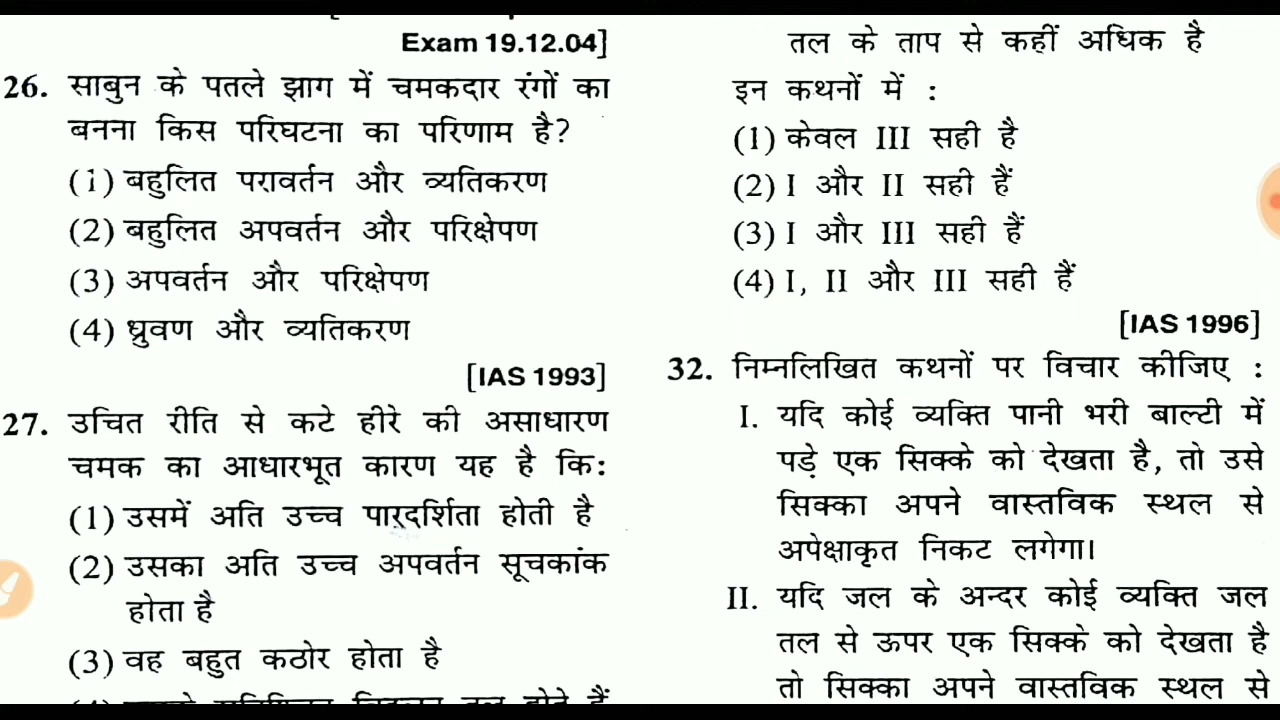 Exam 19.12.04]
26. साबुन के पतले झाग में चमकदार रंगों का
बनना किस परिघटना का परिणाम है?
(1) बहुलित परावर्तन और व्यतिकरण
(2) बहुलित अपवर्तन और परिक्षेपण
(3) अपवर्तन और परिक्षेपण
(4) ध्रुवण और व्यतिकरण
[IAS 1993]
27. उचित रीति से कटे हीरे की असाधारण
चमक का आधारभूत कारण यह है कि:
(1) उसमें अति उच्च पारदर्शिता होती है
(2) उसका अति उच्च अपवर्तन सूचकांक
होता है
(3) वह बहुत कठोर होता है
तल के ताप से कहीं अधिक है
इन कथनों में :
(1) केवल III सही है
(2) I और II सही हैं
(3) I और III सही हैं
(4) I, II और III सही हैं
[IAS 1996]
32. निम्नलिखित कथनों पर विचार कीजिए :
I. यदि कोई व्यक्ति पानी भरी बाल्टी में
पड़े एक सिक्के को देखता है, तो उसे
सिक्का अपने वास्तविक स्थल से
अपेक्षाकृत निकट लगेगा।
II. यदि जल के अन्दर कोई व्यक्ति जल
तल से ऊपर एक सिक्के को देखता है
तो सिक्का अपने वास्तविक स्थल से